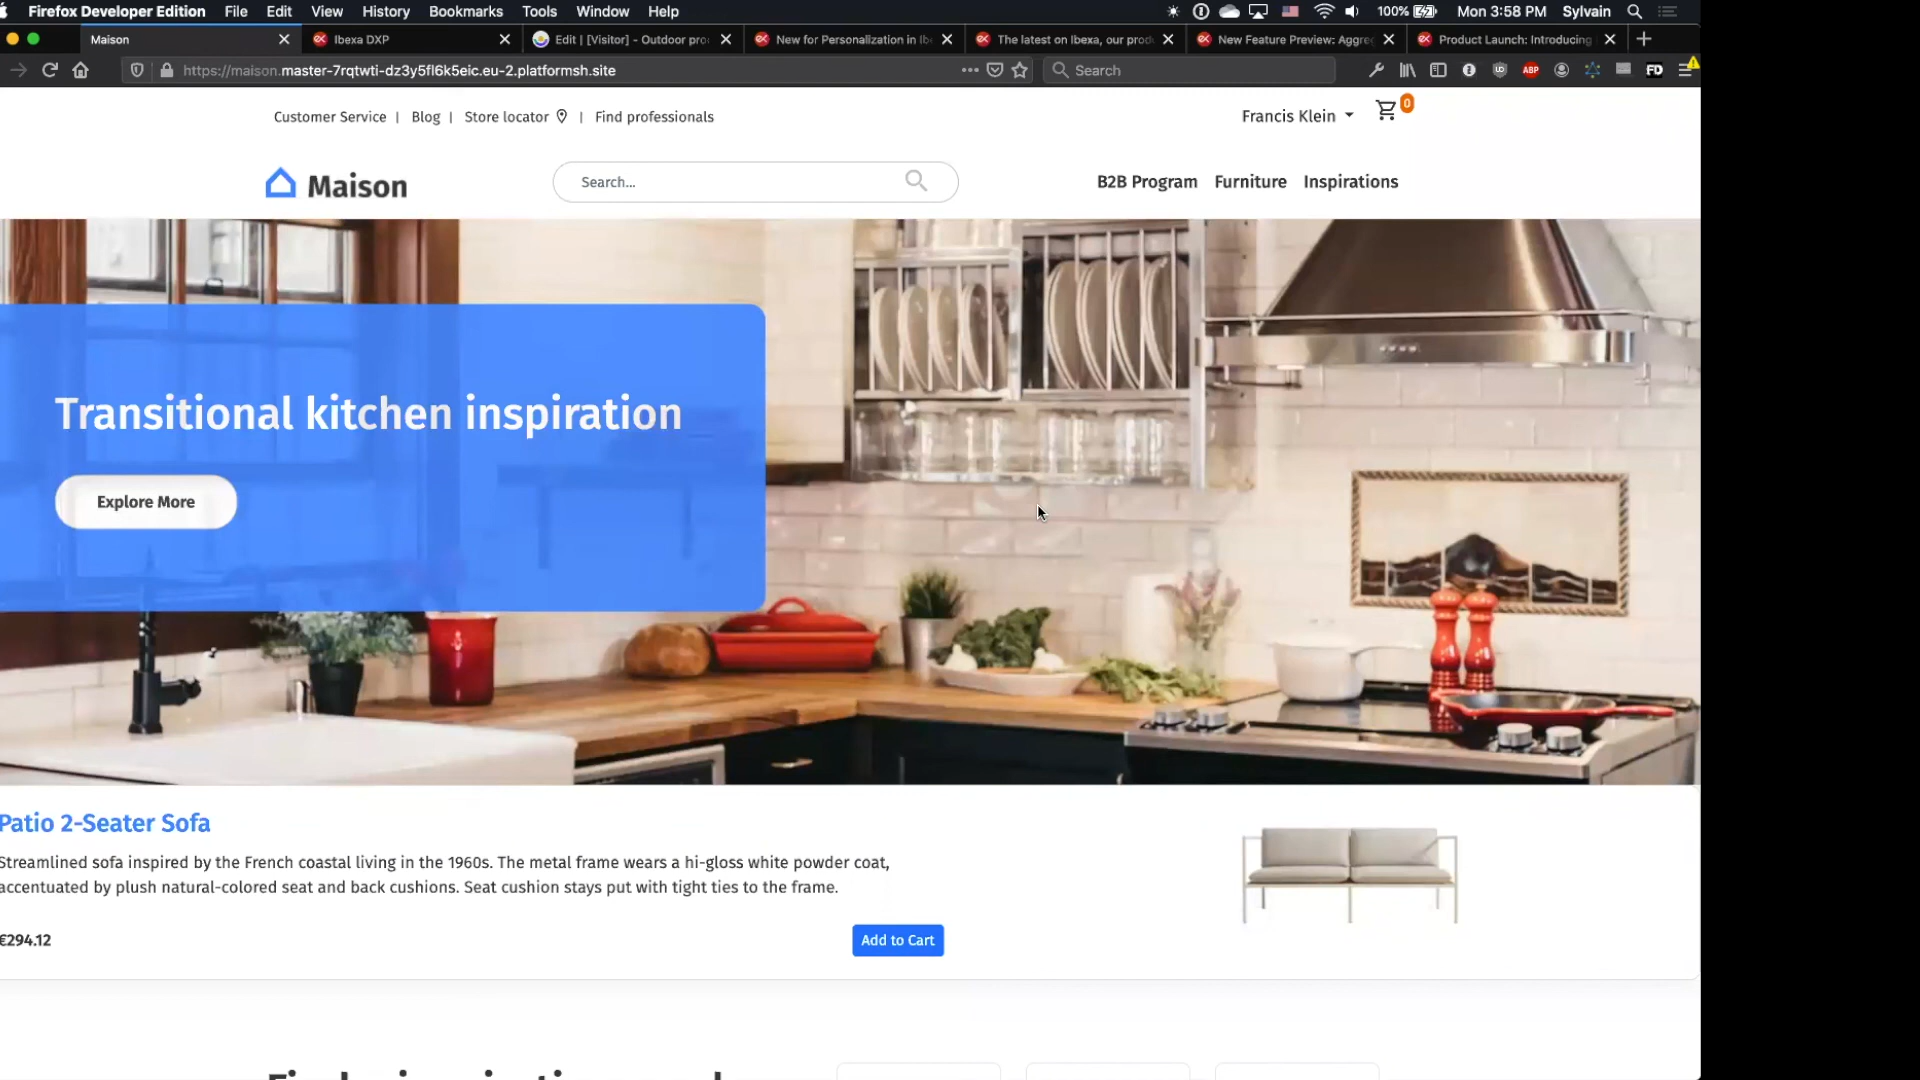 Firefox Developer Edition File Edit View History Bookmarks Tools Window Help 100% Mon 3:58 PM Sylvain
Maison Ibexa DXP Edit | [Visitor] - Outdoor pro New for Personalization in The latest on Ibexa, our prod New Feature Preview: Aggre Product Launch: Introducing
https://maison.master-7rqtwti-dz3y5fl6k5eic.eu-2.platformsh.site Search ABP FD
Customer Service | Blog | Store locator | Find professionals Francis Klein 0
Maison Search... B2B Program Furniture Inspirations
Transitional kitchen inspiration
Explore More
Patio 2-Seater Sofa
Streamlined sofa inspired by the French coastal living in the 1960s. The metal frame wears a hi-gloss white powder coat,
accentuated by plush natural-colored seat and back cushions. Seat cushion stays put with tight ties to the frame.
€294.12 Add to Cart